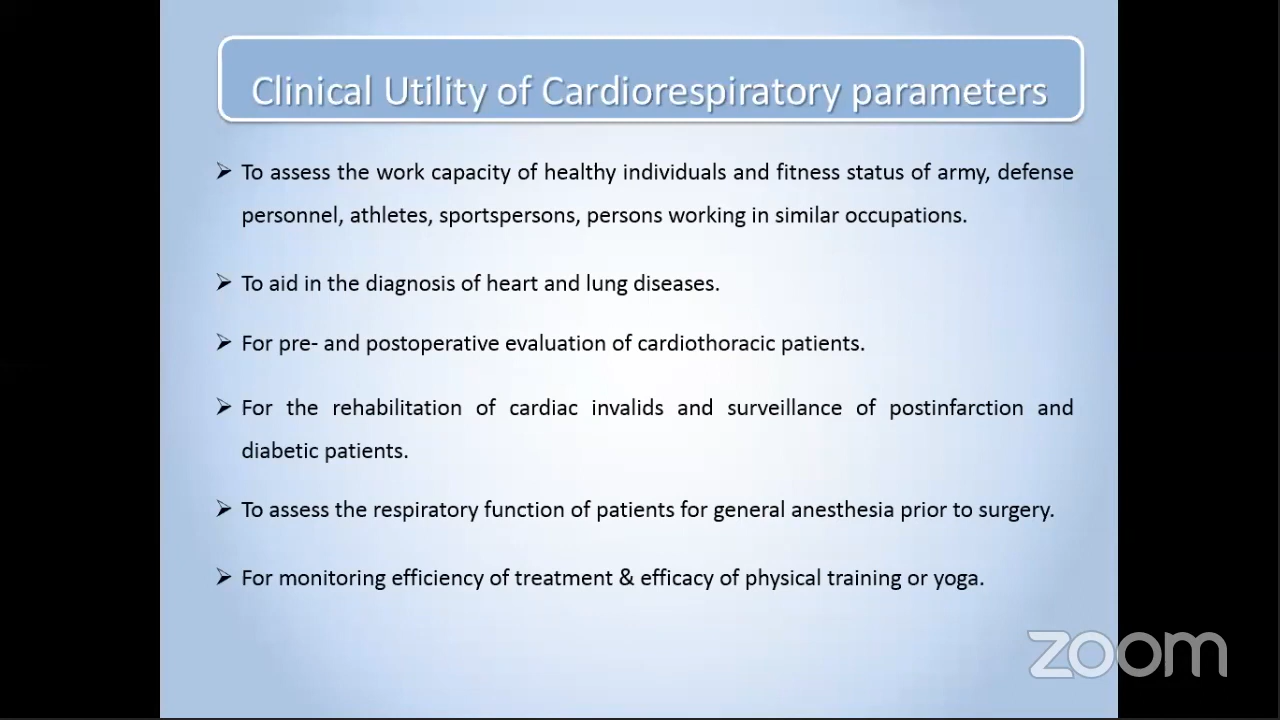 Clinical Utility of Cardiorespiratory parameters
➢ To assess the work capacity of healthy individuals and fitness status of army, defense
personnel, athletes, sportspersons, persons working in similar occupations.
➢ To aid in the diagnosis of heart and lung diseases.
➢ For pre- and postoperative evaluation of cardiothoracic patients.
➢ For the rehabilitation of cardiac invalids and surveillance of postinfarction and
diabetic patients.
➢ To assess the respiratory function of patients for general anesthesia prior to surgery.
➢ For monitoring efficiency of treatment & efficacy of physical training or yoga.
zoom